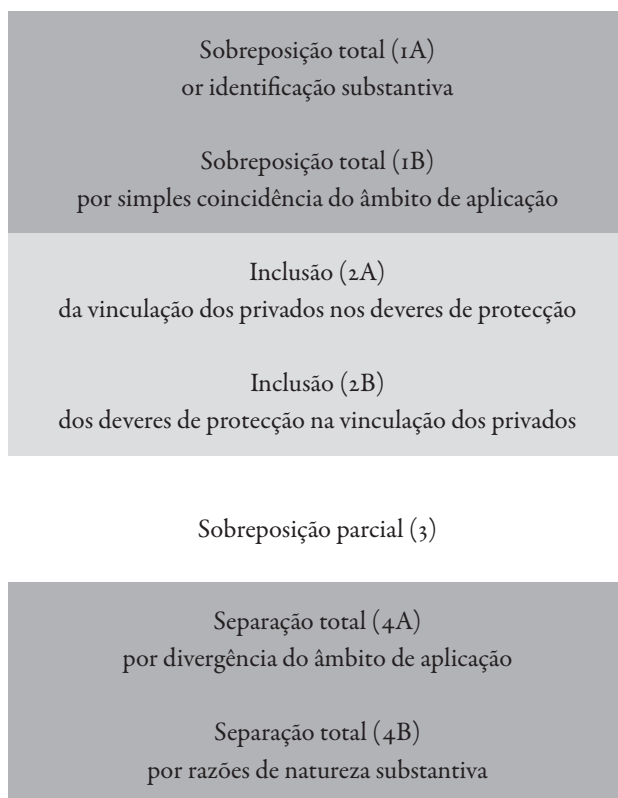 Sobreposição total (1A)
or identificação substantiva
Sobreposição total (1B)
por simples coincidência do âmbito de aplicação
Inclusão (2A)
da vinculação dos privados nos deveres de protecção
Inclusão (2B)
dos deveres de protecção na vinculação dos privados
Sobreposição parcial (3)
Separação total (4A)
por divergência do âmbito de aplicação
Separação total (4B)
por razões de natureza substantiva